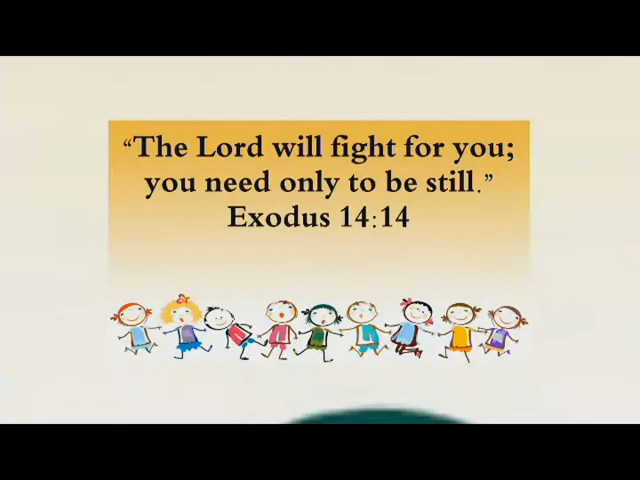 “The Lord will fight for you;
you need only to be still.”
Exodus 14:14